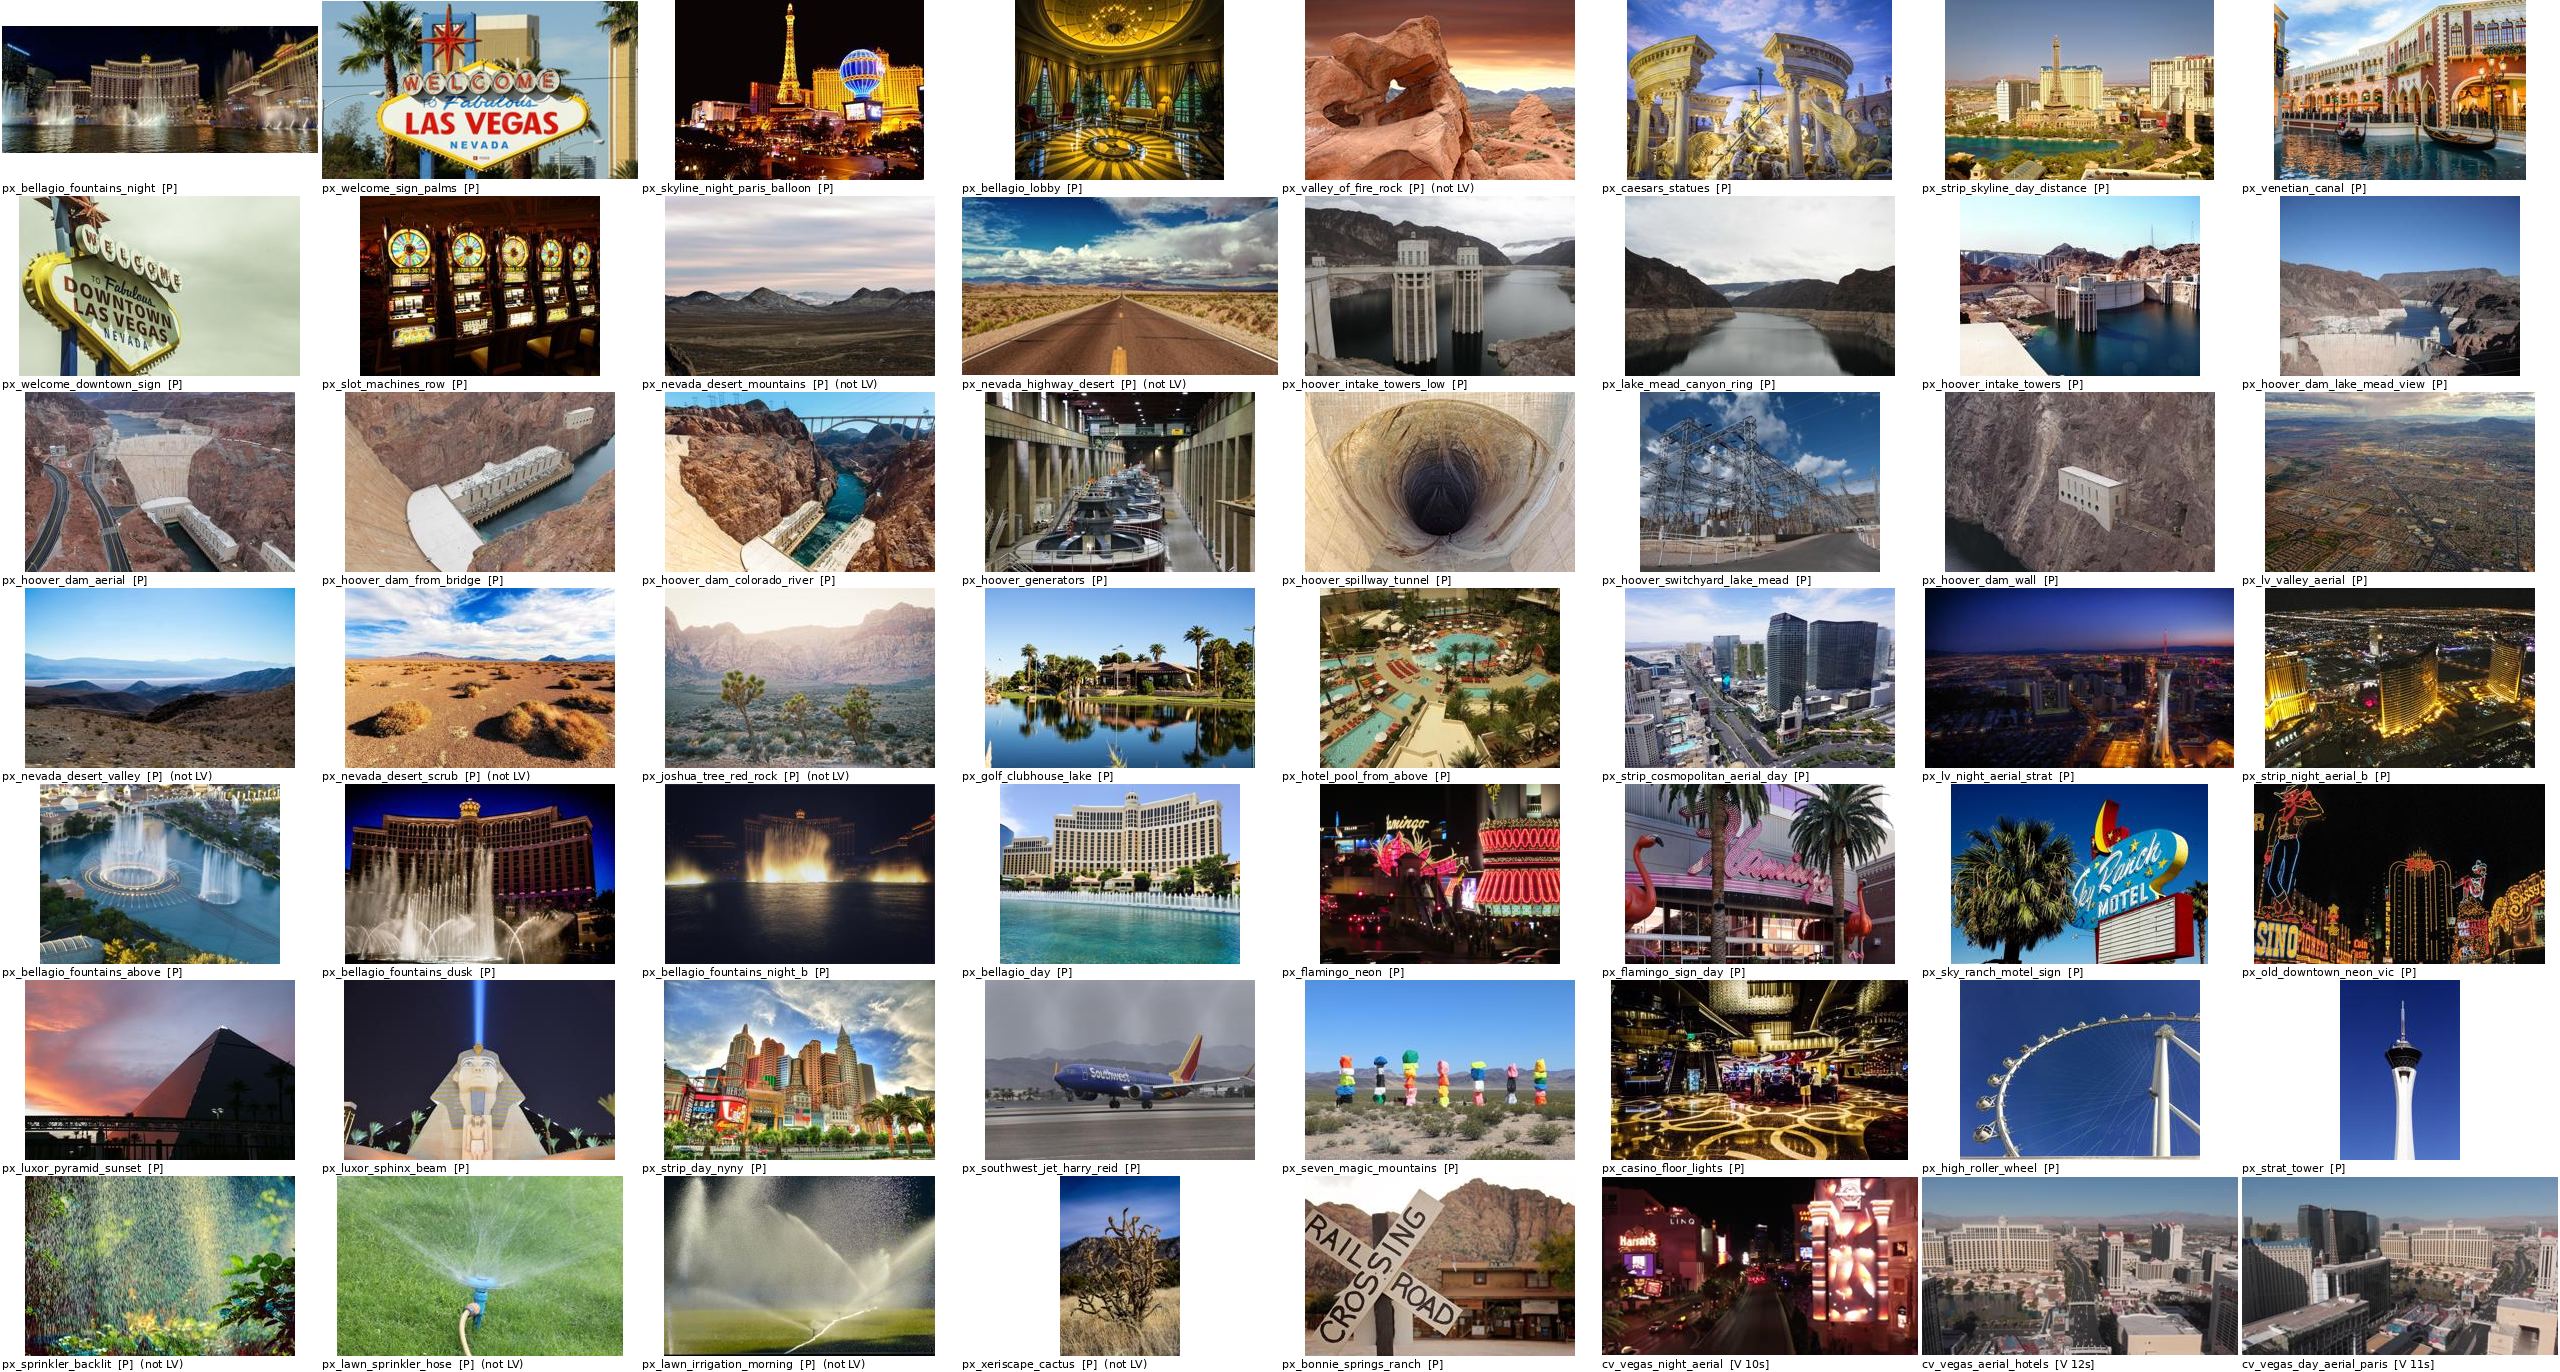 WELCOME
TO Fabulous
LAS VEGAS
NEVADA
px_bellagio_fountains_night [P]
px_welcome_sign_palms [P]
px_skyline_night_paris_balloon [P]
px_bellagio_lobby [P]
px_valley_of_fire_rock [P] (not LV)
px_caesars_statues [P]
px_strip_skyline_day_distance [P]
px_venetian_canal [P]
WELCOME
TO Fabulous
DOWNTOWN
LAS VEGAS
NEVADA
px_welcome_downtown_sign [P]
px_slot_machines_row [P]
px_nevada_desert_mountains [P] (not LV)
px_nevada_highway_desert [P] (not LV)
px_hoover_intake_towers_low [P]
px_lake_mead_canyon_ring [P]
px_hoover_intake_towers [P]
px_hoover_dam_lake_mead_view [P]
px_hoover_dam_aerial [P]
px_hoover_dam_from_bridge [P]
px_hoover_dam_colorado_river [P]
px_hoover_generators [P]
px_hoover_spillway_tunnel [P]
px_hoover_switchyard_lake_mead [P]
px_hoover_dam_wall [P]
px_lv_valley_aerial [P]
px_nevada_desert_valley [P] (not LV)
px_nevada_desert_scrub [P] (not LV)
px_joshua_tree_red_rock [P] (not LV)
px_golf_clubhouse_lake [P]
px_hotel_pool_from_above [P]
px_strip_cosmopolitan_aerial_day [P]
px_lv_night_aerial_strat [P]
px_strip_night_aerial_b [P]
Flamingo
Sky Ranch
MOTEL
SINO
px_bellagio_fountains_above [P]
px_bellagio_fountains_dusk [P]
px_bellagio_fountains_night_b [P]
px_bellagio_day [P]
px_flamingo_neon [P]
px_flamingo_sign_day [P]
px_sky_ranch_motel_sign [P]
px_old_downtown_neon_vic [P]
Southwest
px_luxor_pyramid_sunset [P]
px_luxor_sphinx_beam [P]
px_strip_day_nyny [P]
px_southwest_jet_harry_reid [P]
px_seven_magic_mountains [P]
px_casino_floor_lights [P]
px_high_roller_wheel [P]
px_strat_tower [P]
RAILROAD
CROSSING
LINQ
Harrah's
px_sprinkler_backlit [P] (not LV)
px_lawn_sprinkler_hose [P] (not LV)
px_lawn_irrigation_morning [P] (not LV)
px_xeriscape_cactus [P] (not LV)
px_bonnie_springs_ranch [P]
cv_vegas_night_aerial [V 10s]
cv_vegas_aerial_hotels [V 12s]
cv_vegas_day_aerial_paris [V 11s]